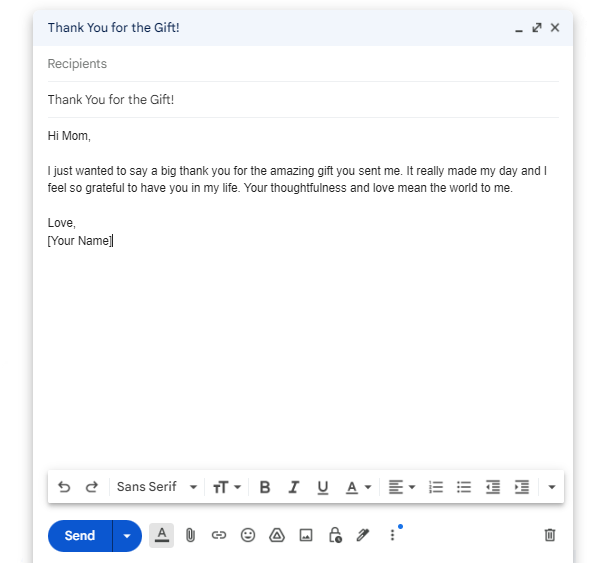 Thank You for the Gift!
Recipients
Thank You for the Gift!
Hi Mom,
I just wanted to say a big thank you for the amazing gift you sent me. It really made my day and I
feel so grateful to have you in my life. Your thoughtfulness and love mean the world to me.
Love,
[Your Name]
Sans Serif
Send